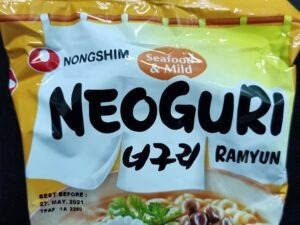 NONGSHIM
Seafood
& Mild
NEOGURI
너구리 RAMYUN
BEST BEFORE :
27. MAY. 2021